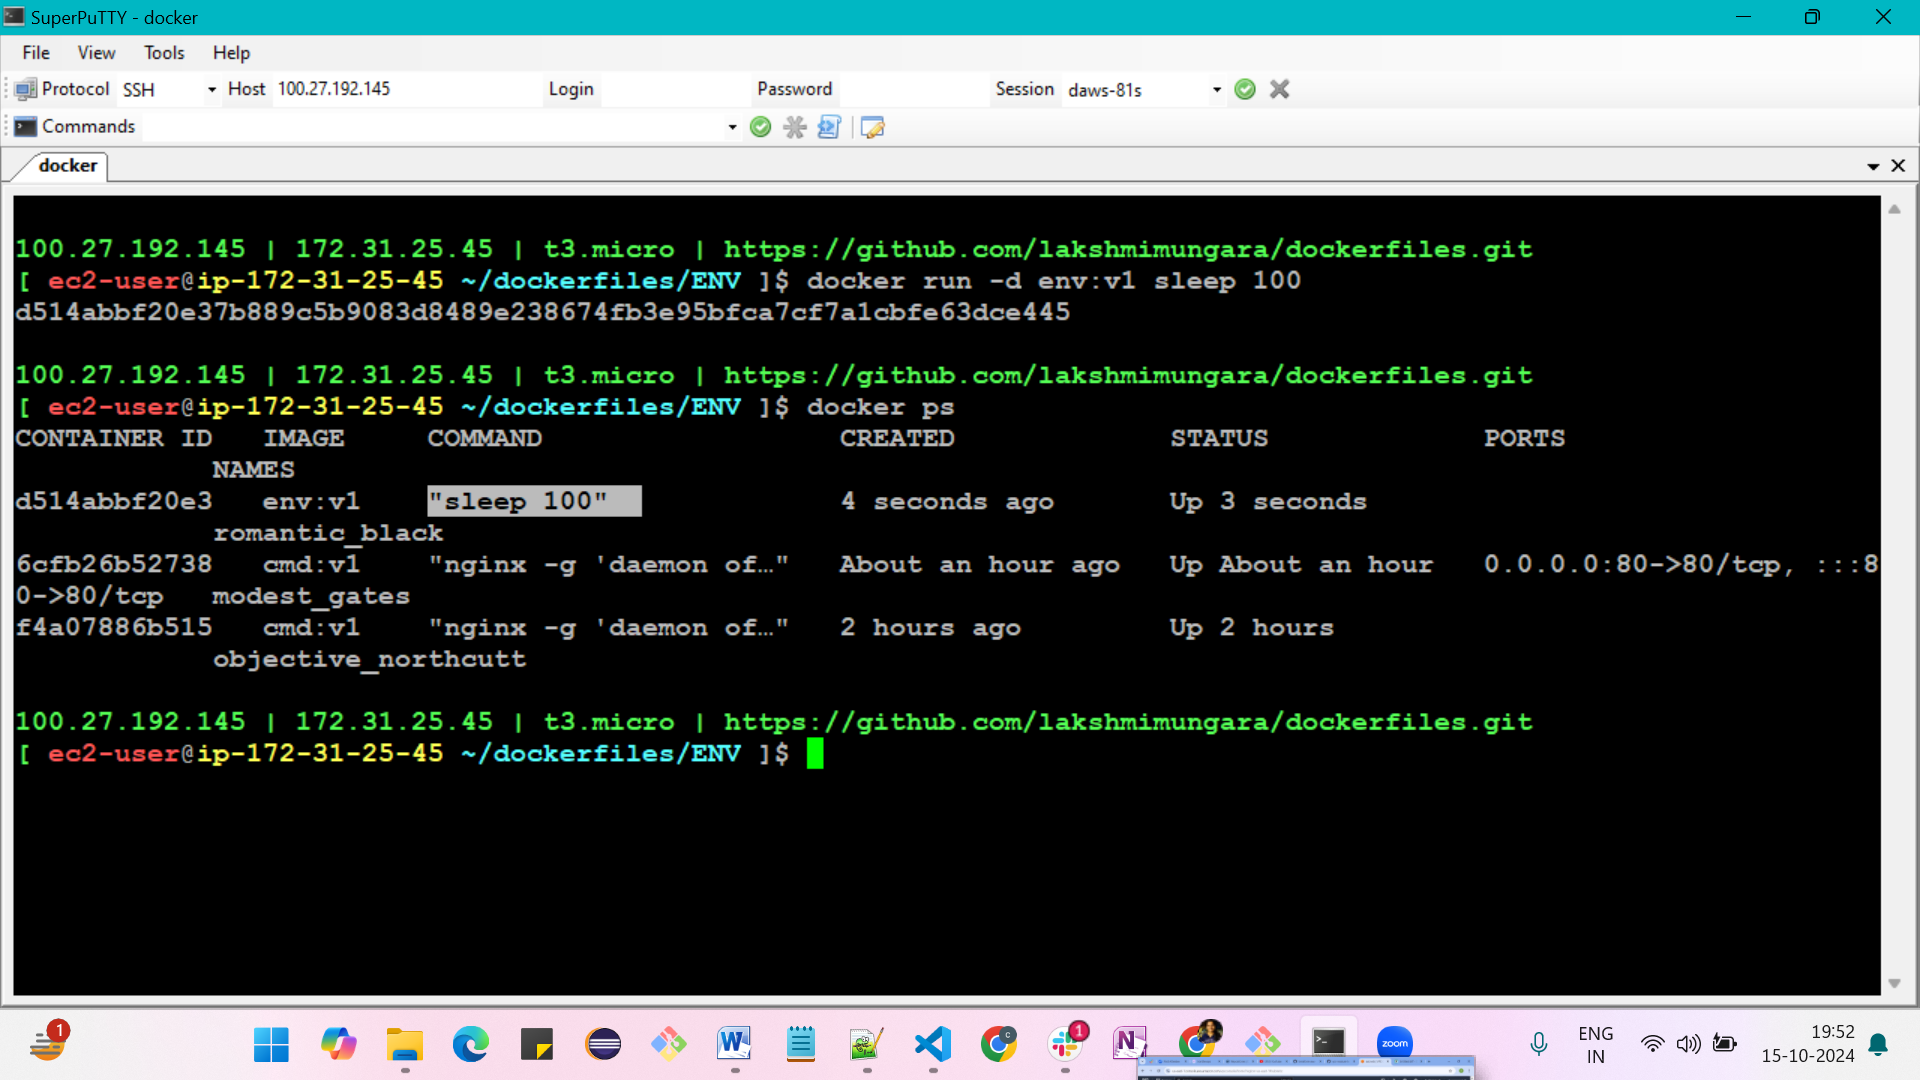 SuperPuTTY - docker
File View Tools Help
Protocol SSH Host 100.27.192.145 Login Password Session daws-81s
Commands
docker
100.27.192.145 | 172.31.25.45 | t3.micro | https://github.com/lakshmimungara/dockerfiles.git
[ ec2-user@ip-172-31-25-45 ~/dockerfiles/ENV ]$ docker run -d env:v1 sleep 100
d514abbf20e37b889c5b9083d8489e238674fb3e95bfca7cf7a1cbfe63dce445
100.27.192.145 | 172.31.25.45 | t3.micro | https://github.com/lakshmimungara/dockerfiles.git
[ ec2-user@ip-172-31-25-45 ~/dockerfiles/ENV ]$ docker ps
CONTAINER ID IMAGE COMMAND CREATED STATUS PORTS
NAMES
d514abbf20e3 env:v1 "sleep 100" 4 seconds ago Up 3 seconds
romantic_black
6cfb26b52738 cmd:v1 "nginx -g 'daemon of…" About an hour ago Up About an hour 0.0.0.0:80->80/tcp, :::8
0->80/tcp modest_gates
f4a07886b515 cmd:v1 "nginx -g 'daemon of…" 2 hours ago Up 2 hours
objective_northcutt
100.27.192.145 | 172.31.25.45 | t3.micro | https://github.com/lakshmimungara/dockerfiles.git
[ ec2-user@ip-172-31-25-45 ~/dockerfiles/ENV ]$
1
1
zoom
ENG
IN
19:52
15-10-2024